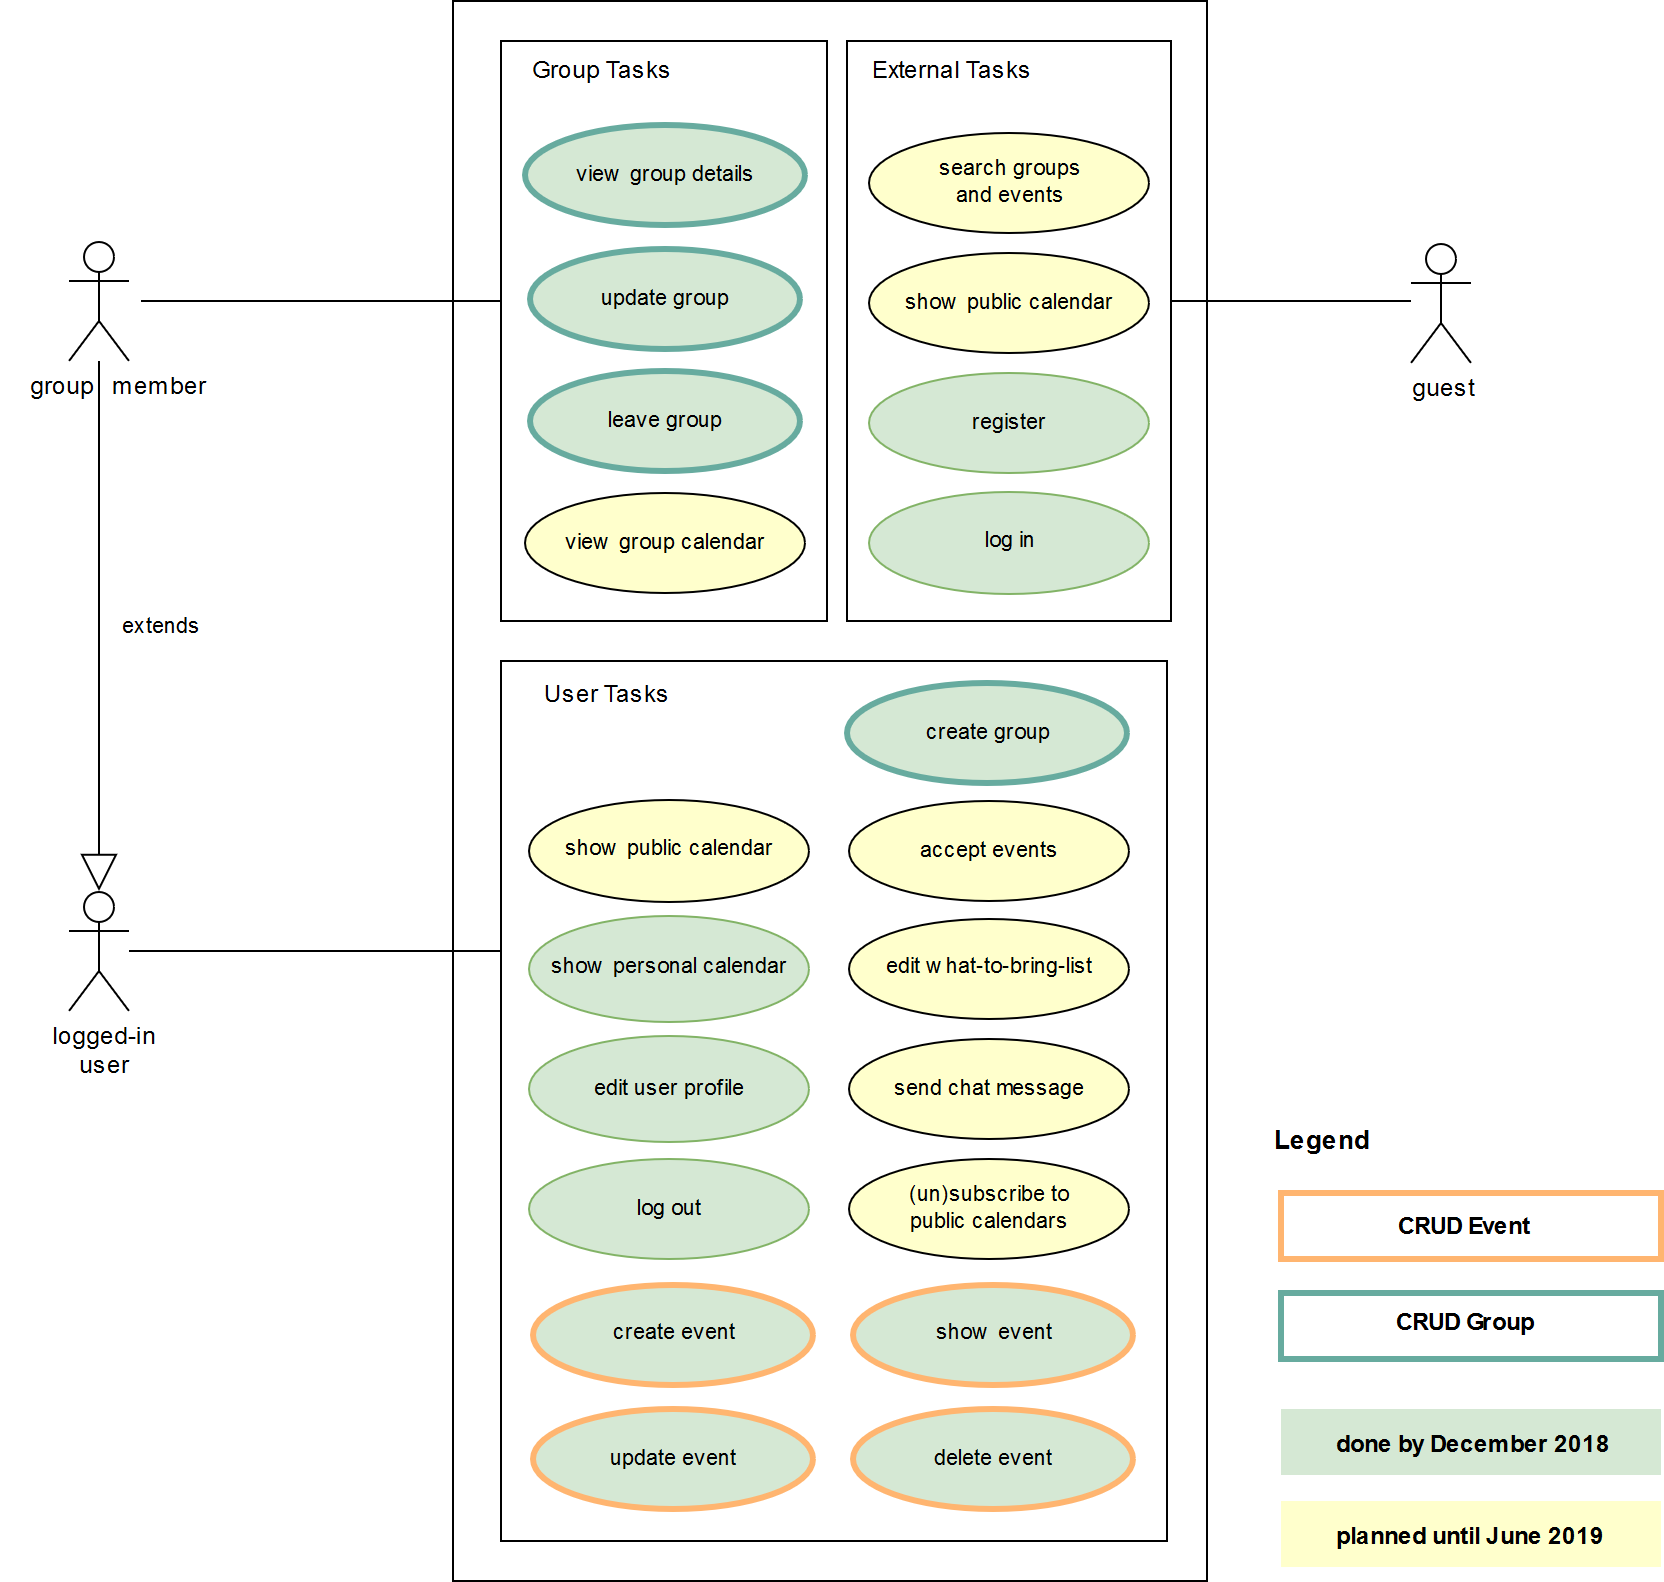 Group Tasks
view group details
update group
leave group
view group calendar
External Tasks
search groups
and events
show public calendar
register
log in
group member
guest
extends
logged-in
user
User Tasks
create group
show public calendar
accept events
show personal calendar
edit what-to-bring-list
edit user profile
send chat message
log out
(un)subscribe to
public calendars
create event
show event
update event
delete event
Legend
CRUD Event
CRUD Group
done by December 2018
planned until June 2019